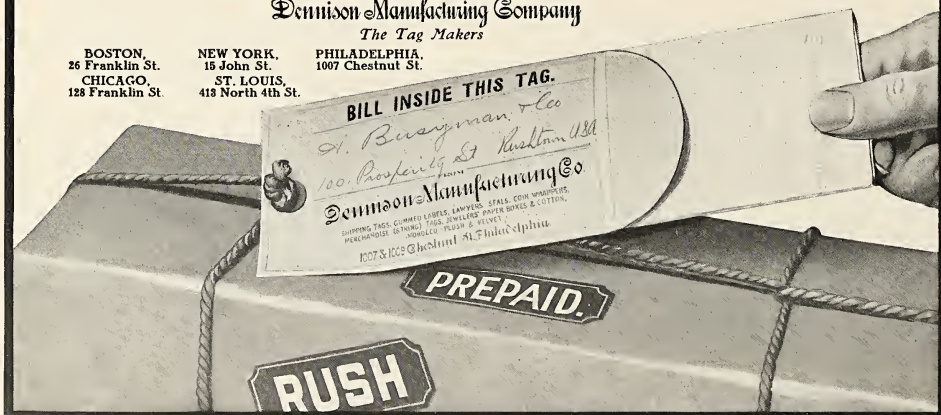 Dennison Manufacturing Company
The Tag Makers
BOSTON,
26 Franklin St.
CHICAGO,
128 Franklin St.
NEW YORK,
15 John St.
ST. LOUIS,
413 North 4th St.
PHILADELPHIA,
1007 Chestnut St.
BILL INSIDE THIS TAG.
H. Busyman & Co
100. Prosperity St Rushtown USA
FROM
Dennison Manufacturing Co.
SHIPPING TAGS, GUMMED LABELS, LAWYERS' SEALS, COIN WRAPPERS,
MERCHANDISE (STRING) TAGS, JEWELERS' PAPER BOXES & COTTON,
MOROCCO, PLUSH & VELVET
1007 & 1009 Chestnut St. Philadelphia
PREPAID.
RUSH